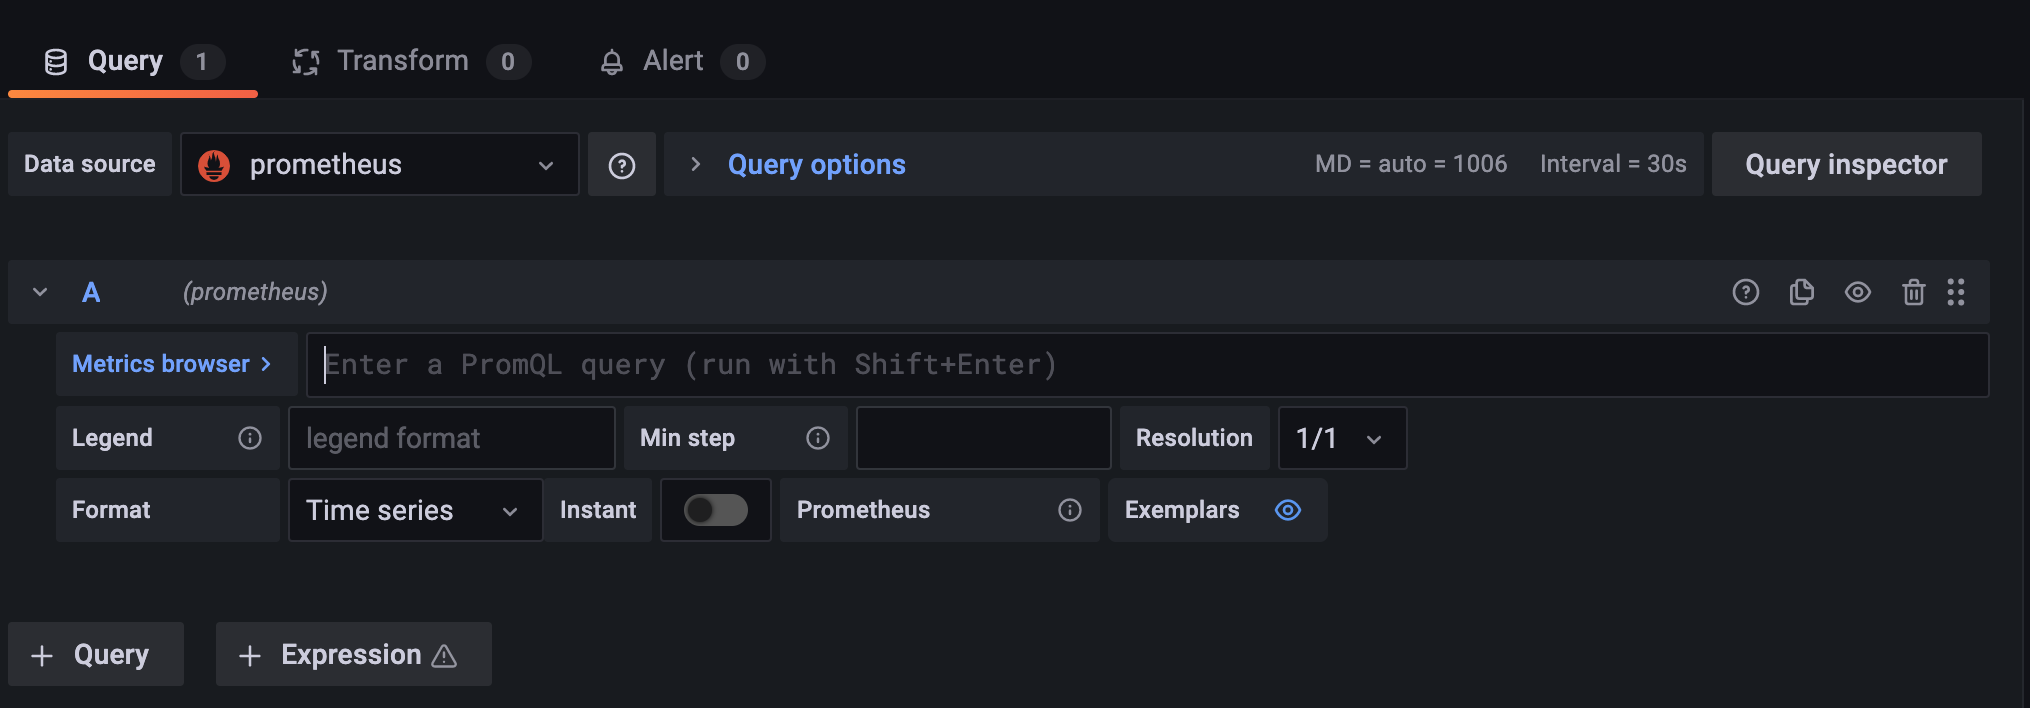 Query 1 Transform 0 Alert 0
Data source prometheus Query options MD = auto = 1006 Interval = 30s Query inspector
A (prometheus)
Metrics browser > Enter a PromQL query (run with Shift+Enter)
Legend legend format Min step Resolution 1/1
Format Time series Instant Prometheus Exemplars
+ Query + Expression